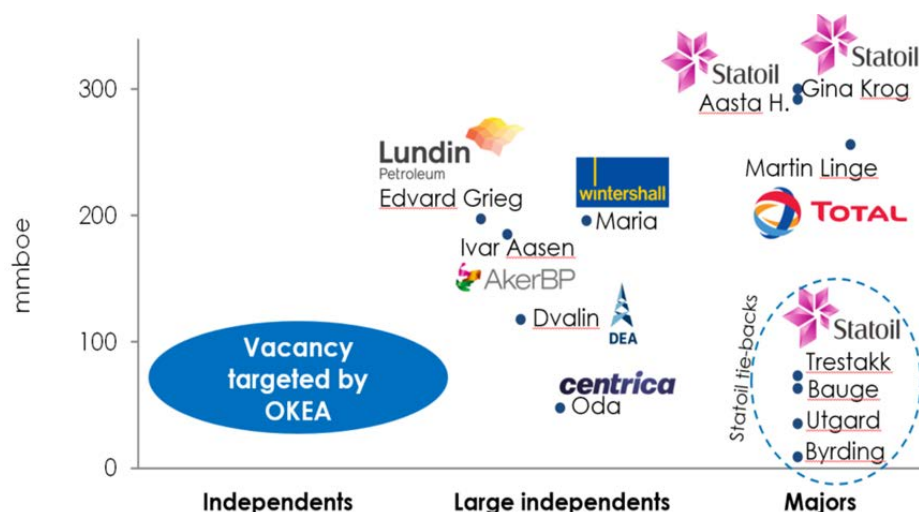 Statoil
Statoil
300
Gina Krog
Aasta H.
Lundin
Petroleum
wintershall
Martin Linge
Edvard Grieg
200
Maria
TOTAL
Ivar Aasen
AkerBP
mmboe
Dvalin
DEA
Statoil
100
Vacancy
targeted by
OKEA
Statoil tie-backs
Trestakk
centrica
Bauge
Oda
Utgard
Byrding
0
Independents
Large independents
Majors